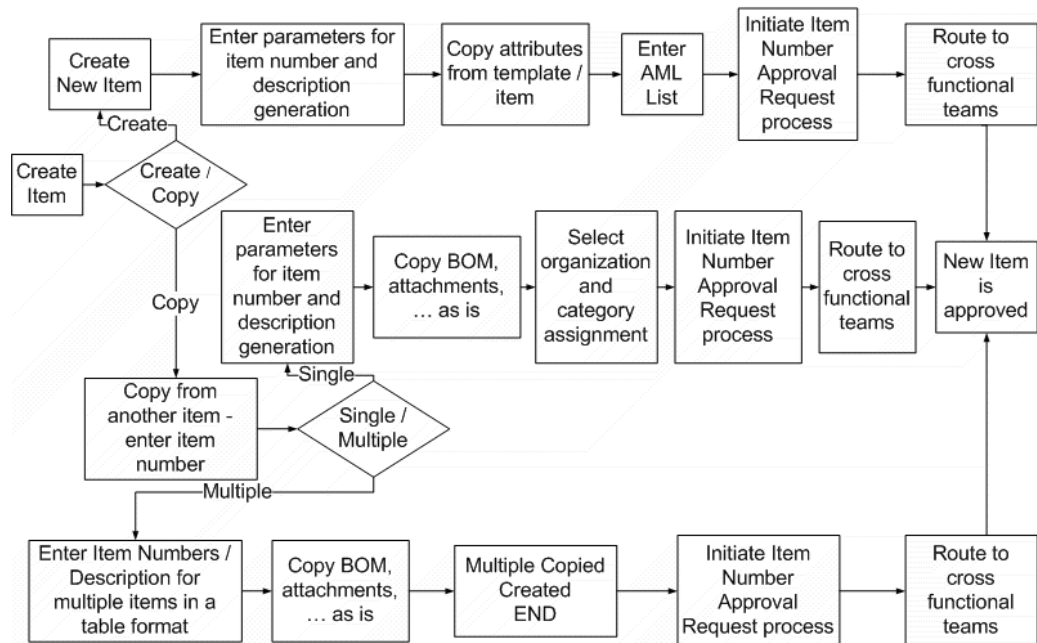 Create
New Item
Enter parameters for
item number and
description
generation
Copy attributes
from template /
item
Enter
AML
List
Initiate Item
Number
Approval
Request
process
Route to
cross
functional
teams
Create
Create
Item
Create /
Copy
Copy
Enter
parameters
for item
number and
description
generation
Copy BOM,
attachments,
… as is
Select
organization
and
category
assignment
Initiate Item
Number
Approval
Request
process
Route to
cross
functional
teams
New Item
is
approved
Single
Copy from
another item -
enter item
number
Single /
Multiple
Multiple
Enter Item Numbers /
Description for
multiple items in a
table format
Copy BOM,
attachments,
… as is
Multiple Copied
Created
END
Initiate Item
Number
Approval
Request process
Route to
cross
functional
teams